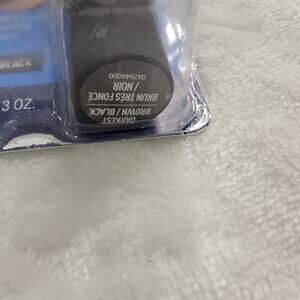 BLACK
3 OZ.
DARKEST
BROWN / BLACK
BRUN TRÈS FONCÉ
/ NOIR
042544000